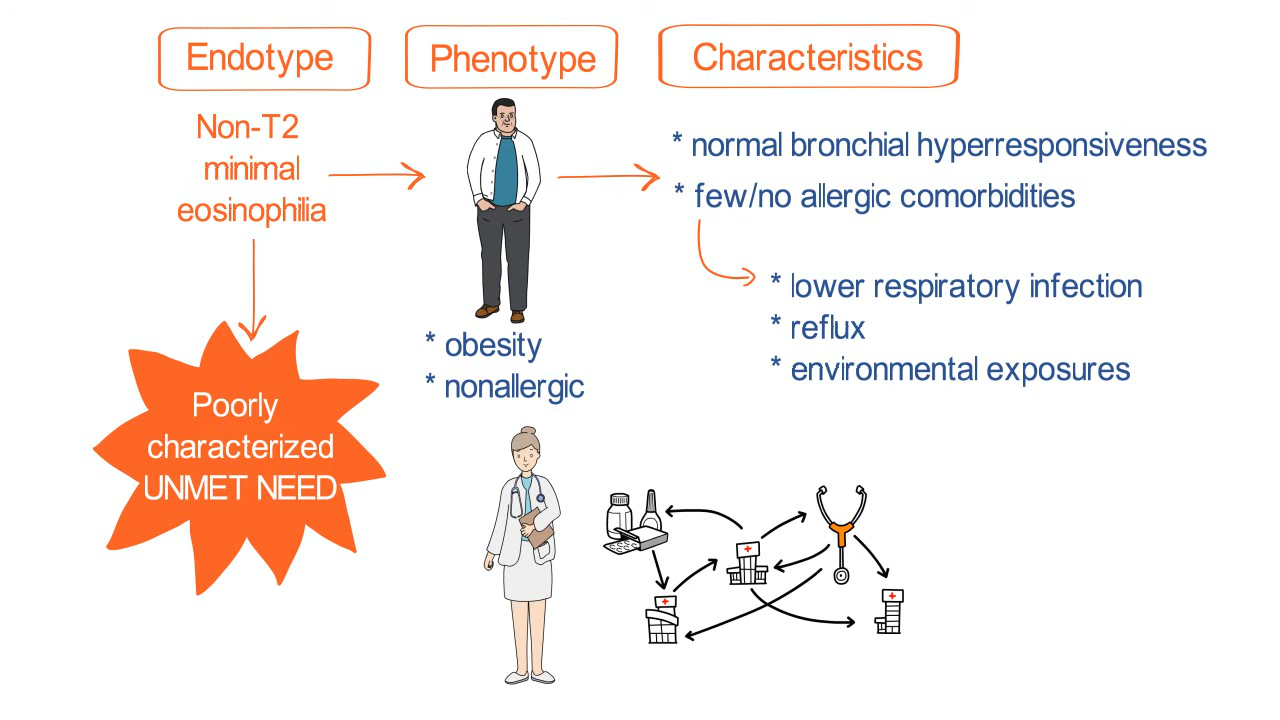 Endotype
Phenotype
Characteristics
Non-T2
minimal
eosinophilia
* normal bronchial hyperresponsiveness
* few/no allergic comorbidities
* lower respiratory infection
* reflux
* environmental exposures
* obesity
* nonallergic
Poorly
characterized
UNMET NEED